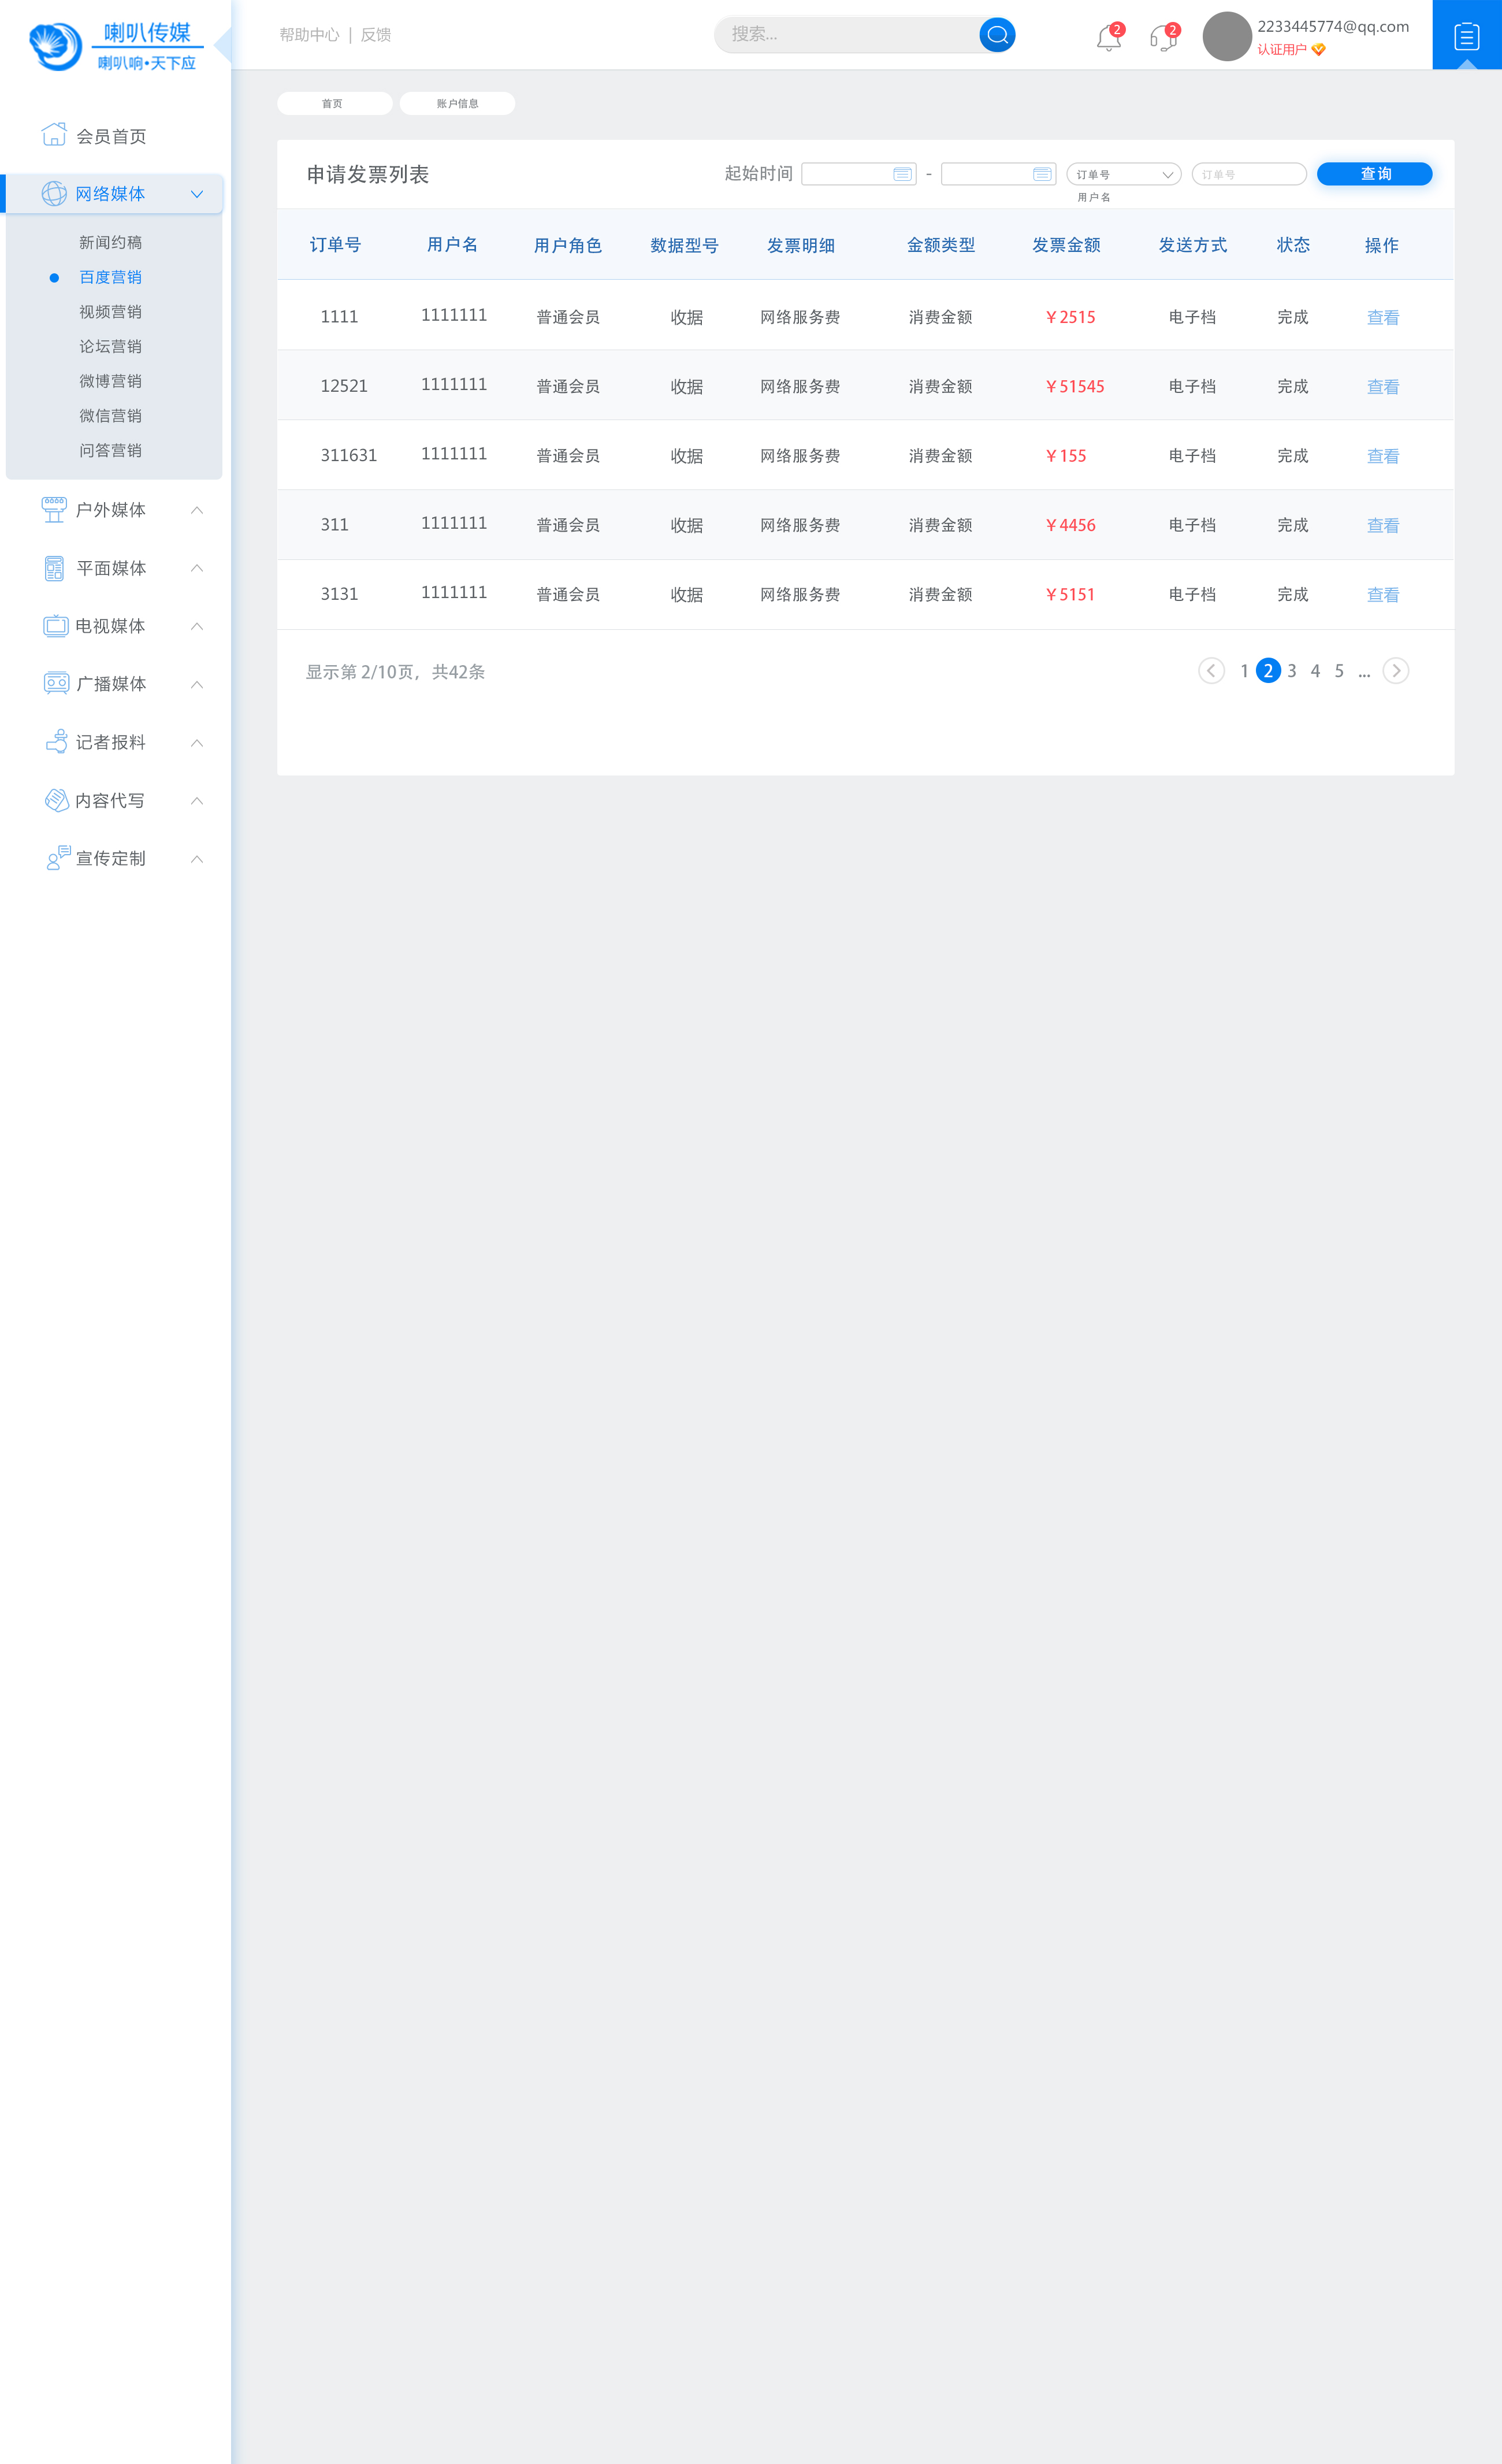 喇叭传媒
喇叭响•天下应
帮助中心 | 反馈
搜索...
2
2
2233445774@qq.com
认证用户
首页
账户信息
会员首页
网络媒体
新闻约稿
百度营销
视频营销
论坛营销
微博营销
微信营销
问答营销
户外媒体
平面媒体
电视媒体
广播媒体
记者报料
内容代写
宣传定制
申请发票列表
起始时间 - 订单号 订单号 查询
用户名
订单号 用户名 用户角色 数据型号 发票明细 金额类型 发票金额 发送方式 状态 操作
1111 1111111 普通会员 收据 网络服务费 消费金额 ￥2515 电子档 完成 查看
12521 1111111 普通会员 收据 网络服务费 消费金额 ￥51545 电子档 完成 查看
311631 1111111 普通会员 收据 网络服务费 消费金额 ￥155 电子档 完成 查看
311 1111111 普通会员 收据 网络服务费 消费金额 ￥4456 电子档 完成 查看
3131 1111111 普通会员 收据 网络服务费 消费金额 ￥5151 电子档 完成 查看
显示第 2/10页，共42条
1 2 3 4 5 ...